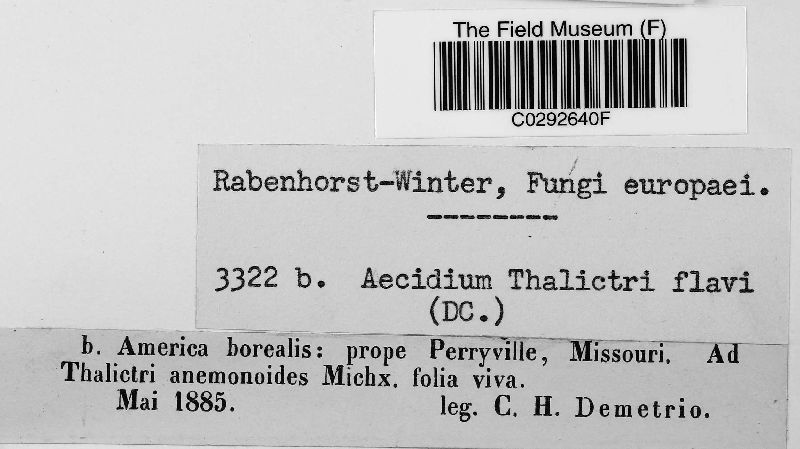 The Field Museum (F)
C0292640F
Rabenhorst-Winter, Fungi europaei.
--------
3322 b. Aecidium Thalictri flavi
(DC.)
b. America borealis: prope Perryville, Missouri. Ad
Thalictri anemonoides Michx. folia viva.
Mai 1885. leg. C. H. Demetrio.